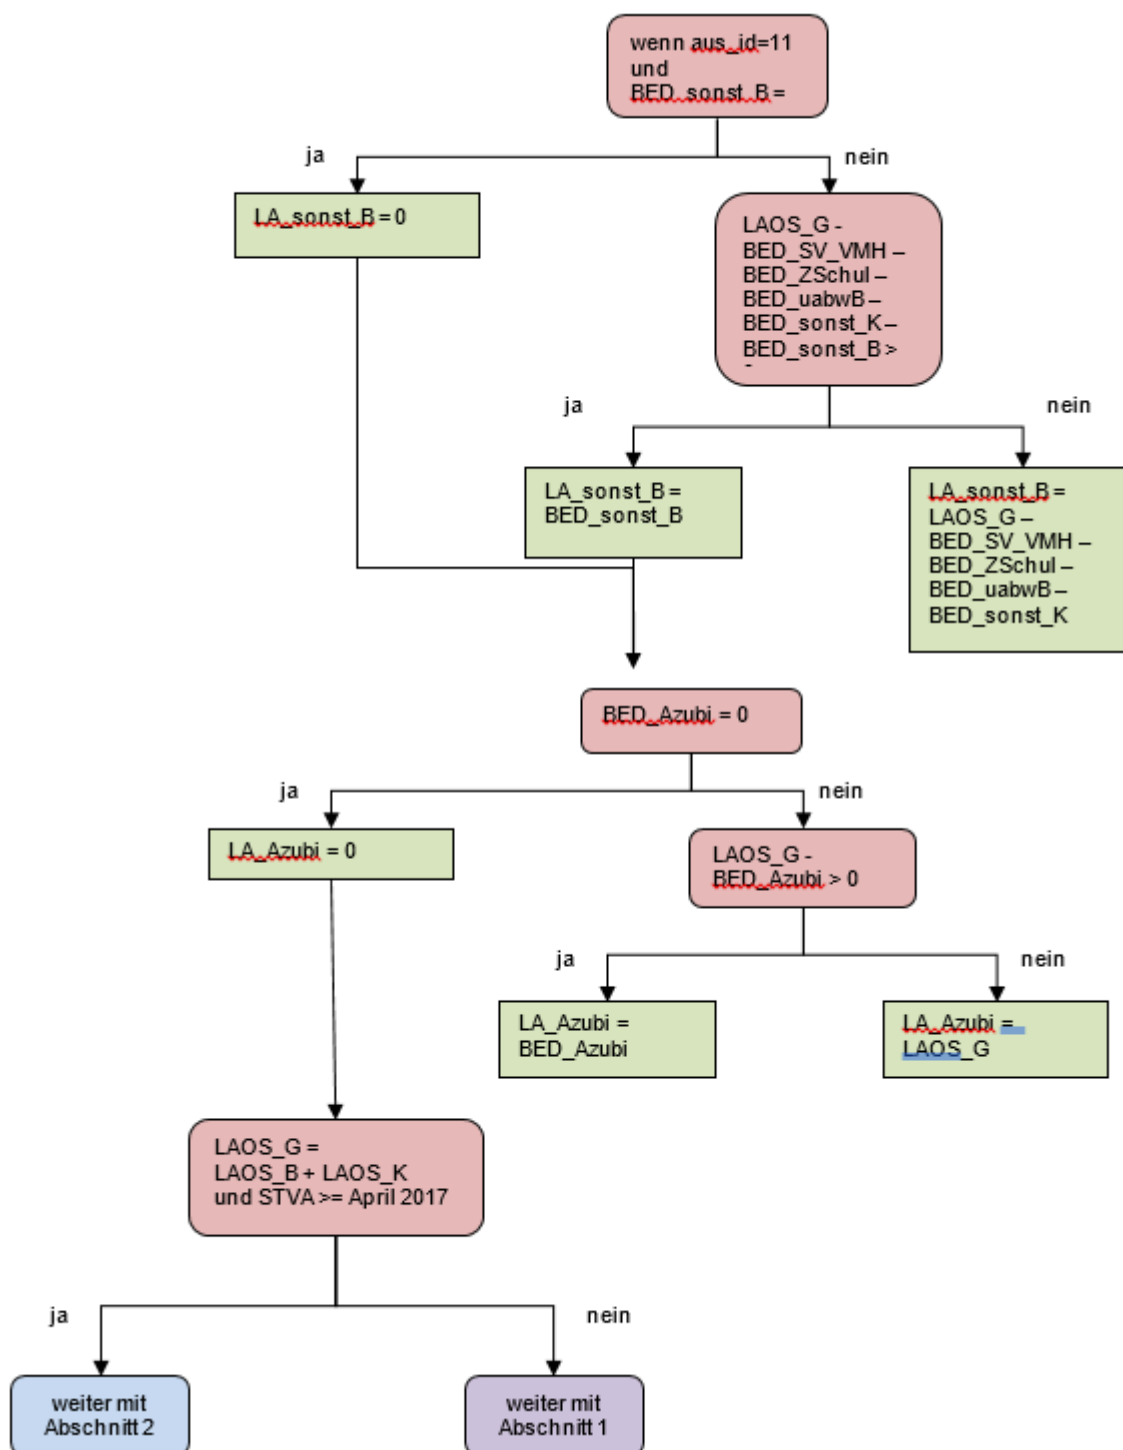 wenn aus_id=11
und
BED_sonst_B =
ja
nein
LA_sonst_B = 0
LAOS_G -
BED_SV_VMH –
BED_ZSchul –
BED_uabwB –
BED_sonst_K –
BED_sonst_B >
ja
nein
LA_sonst_B =
BED_sonst_B
LA_sonst_B =
LAOS_G –
BED_SV_VMH –
BED_ZSchul –
BED_uabwB –
BED_sonst_K
BED_Azubi = 0
ja
nein
LA_Azubi = 0
LAOS_G -
BED_Azubi > 0
ja
nein
LA_Azubi =
BED_Azubi
LA_Azubi =
LAOS_G
LAOS_G =
LAOS_B + LAOS_K
und STVA >= April 2017
ja
nein
weiter mit
Abschnitt 2
weiter mit
Abschnitt 1